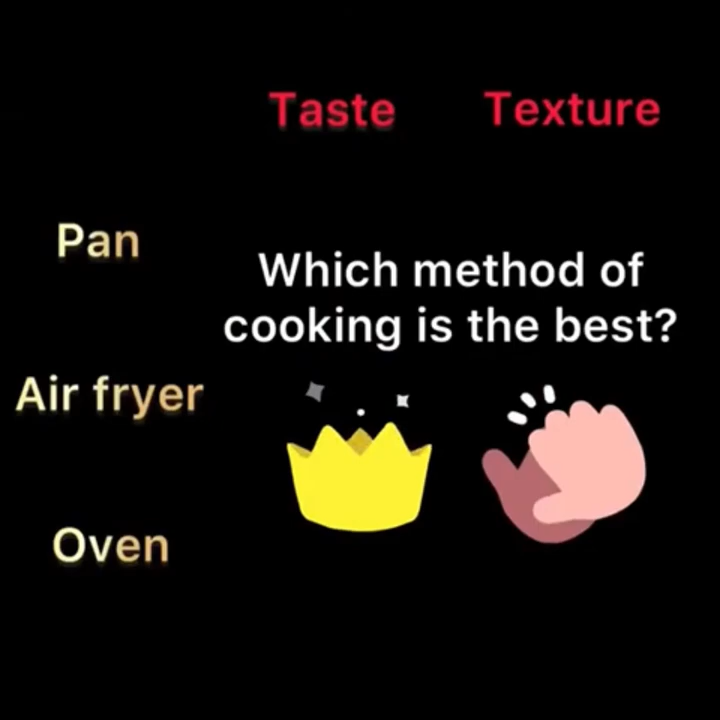 Taste Texture
Pan
Which method of
cooking is the best?
Air fryer
Oven